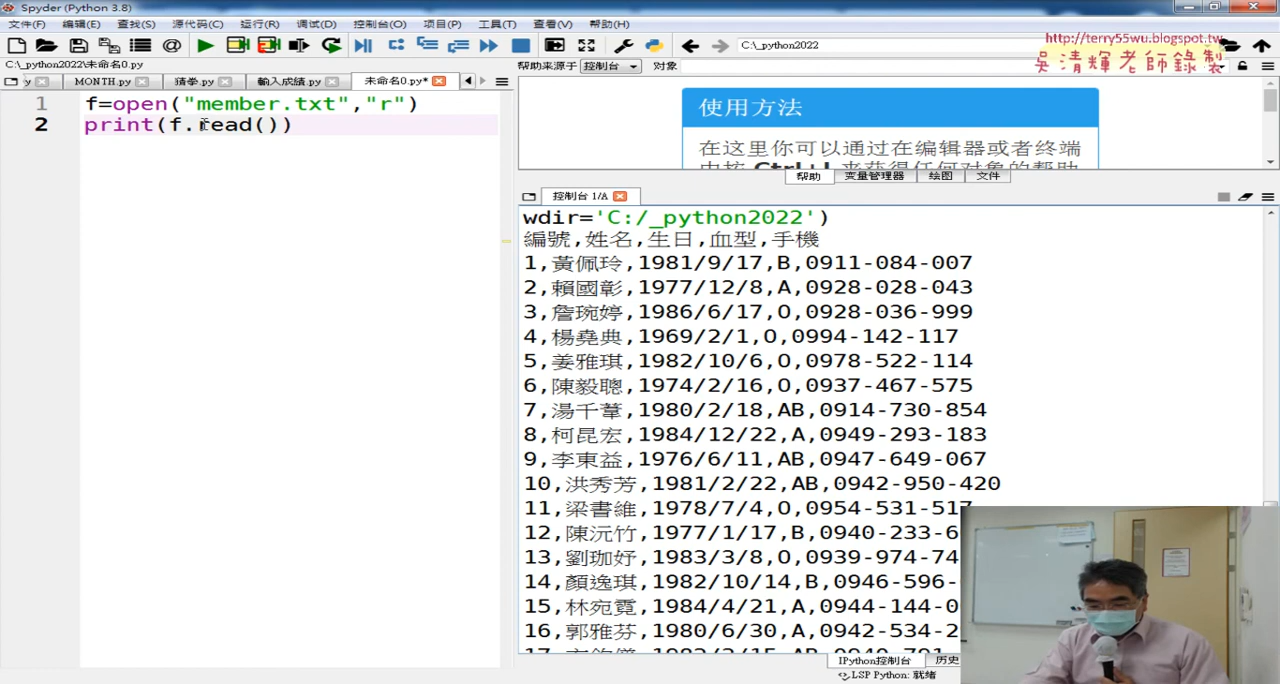 Spyder (Python 3.8)
文件(F) 编辑(E) 查找(S) 源代码(C) 运行(R) 调试(D) 控制台(O) 项目(P) 工具(T) 查看(V) 帮助(H)
C:\_python2022
http://terry55wu.blogspot.tw
吳清輝老師錄製
C:\_python2022\未命名0.py
帮助来源于 控制台 对象
y MONTH.py 猜拳.py 輸入成績.py 未命名0.py*
1 f=open("member.txt","r")
2 print(f.read())
使用方法
在这里你可以通过在编辑器或者终端
中按 Ctrl+I 来获得任何对象的帮助
帮助 变量管理器 绘图 文件
控制台 1/A
wdir='C:/_python2022')
編號,姓名,生日,血型,手機
1,黃佩玲,1981/9/17,B,0911-084-007
2,賴國彰,1977/12/8,A,0928-028-043
3,詹琬婷,1986/6/17,O,0928-036-999
4,楊堯典,1969/2/1,O,0994-142-117
5,姜雅琪,1982/10/6,O,0978-522-114
6,陳毅聰,1974/2/16,O,0937-467-575
7,湯千葦,1980/2/18,AB,0914-730-854
8,柯昆宏,1984/12/22,A,0949-293-183
9,李東益,1976/6/11,AB,0947-649-067
10,洪秀芳,1981/2/22,AB,0942-950-420
11,梁書維,1978/7/4,O,0954-531-517
12,陳沅竹,1977/1/17,B,0940-233-6
13,劉珈妤,1983/3/8,O,0939-974-74
14,顏逸琪,1982/10/14,B,0946-596-
15,林宛霓,1984/4/21,A,0944-144-0
16,郭雅芬,1980/6/30,A,0942-534-2
IPython控制台 历史
LSP Python: 就绪